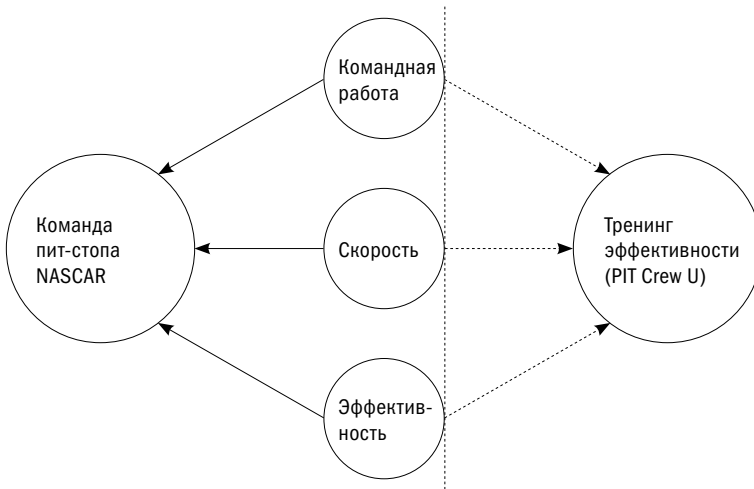 Командная
работа
Команда
пит-стопа
NASCAR
Скорость
Тренинг
эффективности
(PIT Crew U)
Эффектив-
ность